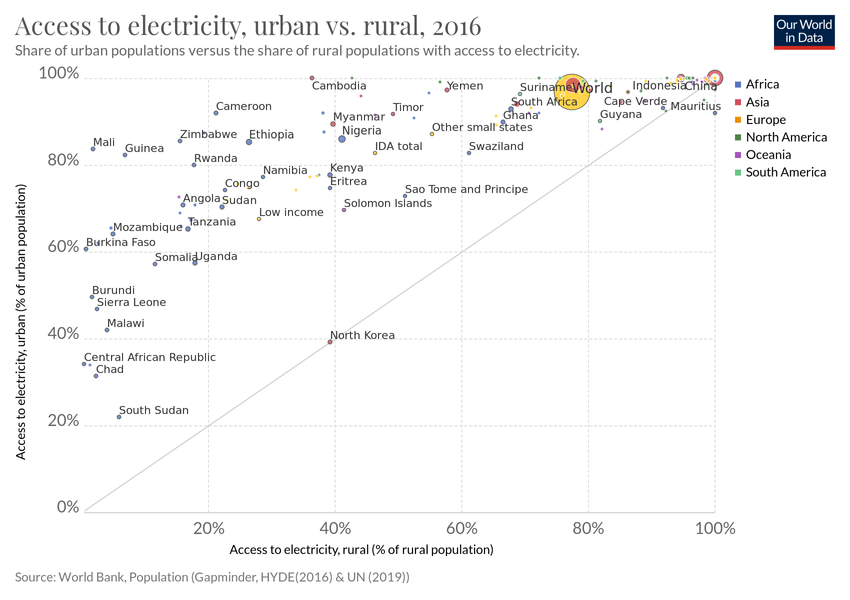 Access to electricity, urban vs. rural, 2016
Share of urban populations versus the share of rural populations with access to electricity.
Our World
in Data
100%
80%
60%
40%
20%
0%
Access to electricity, urban (% of urban population)
Cambodia
Yemen
Suriname
World
Indonesia
China
Cameroon
Timor
South Africa
Cape Verde
Mauritius
Myanmar
Ghana
Guyana
Zimbabwe
Ethiopia
Nigeria
Other small states
Mali
Guinea
IDA total
Swaziland
Rwanda
Namibia
Kenya
Congo
Eritrea
Sao Tome and Principe
Angola
Sudan
Solomon Islands
Low income
Mozambique
Tanzania
Burkina Faso
Somalia
Uganda
Burundi
Sierra Leone
Malawi
North Korea
Central African Republic
Chad
South Sudan
20%
40%
60%
80%
100%
Access to electricity, rural (% of rural population)
Africa
Asia
Europe
North America
Oceania
South America
Source: World Bank, Population (Gapminder, HYDE(2016) & UN (2019))